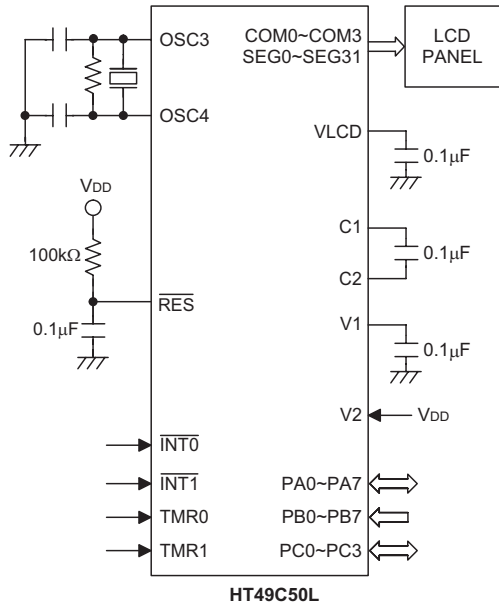 OSC3
OSC4
VDD
100kΩ
RES
0.1μF
INT0
INT1
TMR0
TMR1
COM0~COM3
SEG0~SEG31
LCD
PANEL
VLCD
0.1μF
C1
0.1μF
C2
V1
0.1μF
V2
VDD
PA0~PA7
PB0~PB7
PC0~PC3
HT49C50L